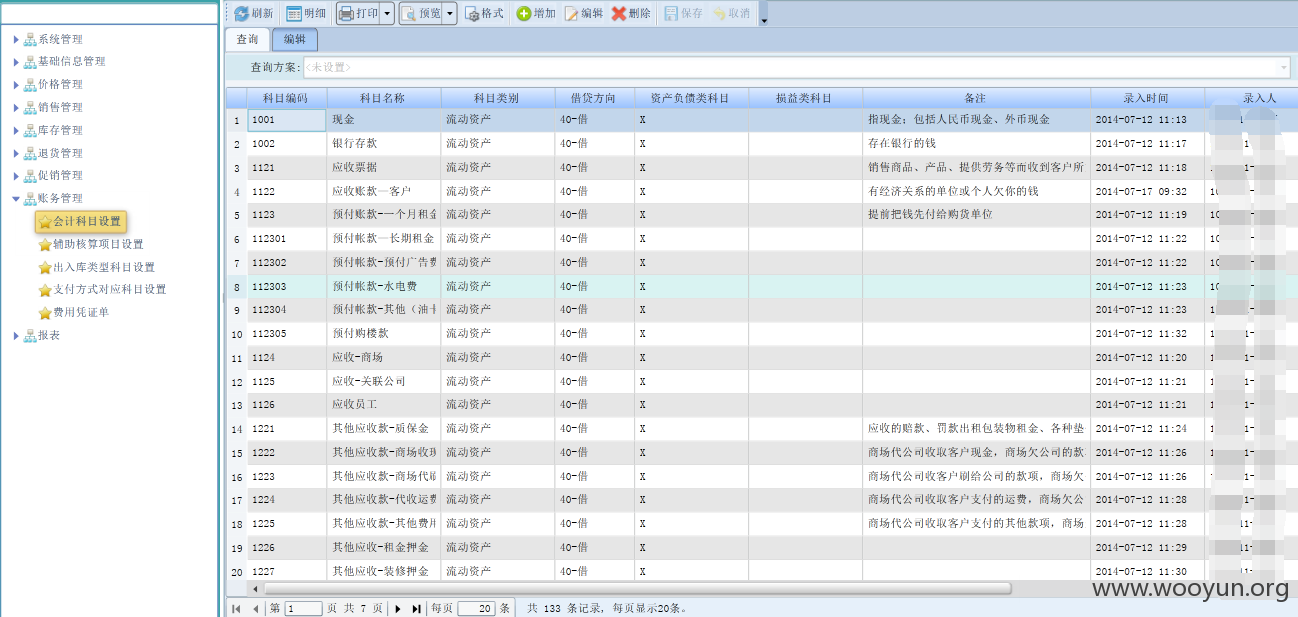 刷新 明细 打印 预览 格式 增加 编辑 删除 保存 取消
系统管理
基础信息管理
价格管理
销售管理
库存管理
退货管理
促销管理
账务管理
会计科目设置
辅助核算项目设置
出入库类型科目设置
支付方式对应科目设置
费用凭证单
报表
查询 编辑
查询方案: <未设置>
科目编码 科目名称 科目类别 借贷方向 资产负债类科目 损益类科目 备注 录入时间 录入人
1 1001 现金 流动资产 40-借 X 指现金; 包括人民币现金、外币现金 2014-07-12 11:13
2 1002 银行存款 流动资产 40-借 X 存在银行的钱 2014-07-12 11:17
3 1121 应收票据 流动资产 40-借 X 销售商品、产品、提供劳务等而收到客户所 2014-07-12 11:18
4 1122 应收账款—客户 流动资产 40-借 X 有经济关系的单位或个人欠你的钱 2014-07-17 09:32
5 1123 预付账款-一个月租金 流动资产 40-借 X 提前把钱先付给购货单位 2014-07-12 11:19
6 112301 预付帐款—长期租金 流动资产 40-借 X 2014-07-12 11:22
7 112302 预付帐款-预付广告费 流动资产 40-借 X 2014-07-12 11:22
8 112303 预付帐款-水电费 流动资产 40-借 X 2014-07-12 11:23
9 112304 预付帐款-其他（油卡 流动资产 40-借 X 2014-07-12 11:23
10 112305 预付购楼款 流动资产 40-借 X 2014-07-12 11:32
11 1124 应收-商场 流动资产 40-借 X 2014-07-12 11:20
12 1125 应收-关联公司 流动资产 40-借 X 2014-07-12 11:21
13 1126 应收员工 流动资产 40-借 X 2014-07-12 11:21
14 1221 其他应收款-质保金 流动资产 40-借 X 应收的赔款、罚款出租包装物租金、各种垫 2014-07-12 11:24
15 1222 其他应收款-商场收现 流动资产 40-借 X 商场代公司收取客户现金, 商场欠公司的款 2014-07-12 11:26
16 1223 其他应收款-商场代刷 流动资产 40-借 X 商场代公司收客户刷给公司的款项, 商场欠 2014-07-12 11:26
17 1224 其他应收款-代收运费 流动资产 40-借 X 商场代公司收取客户支付的运费, 商场欠公 2014-07-12 11:28
18 1225 其他应收款-其他费用 流动资产 40-借 X 商场代公司收取客户支付的其他款项, 商场 2014-07-12 11:28
19 1226 其他应收-租金押金 流动资产 40-借 X 2014-07-12 11:29
20 1227 其他应收-装修押金 流动资产 40-借 X 2014-07-12 11:30
www.wooyun.org
第 1 页 共 7 页 每页 20 条 共 133 条记录, 每页显示20条。